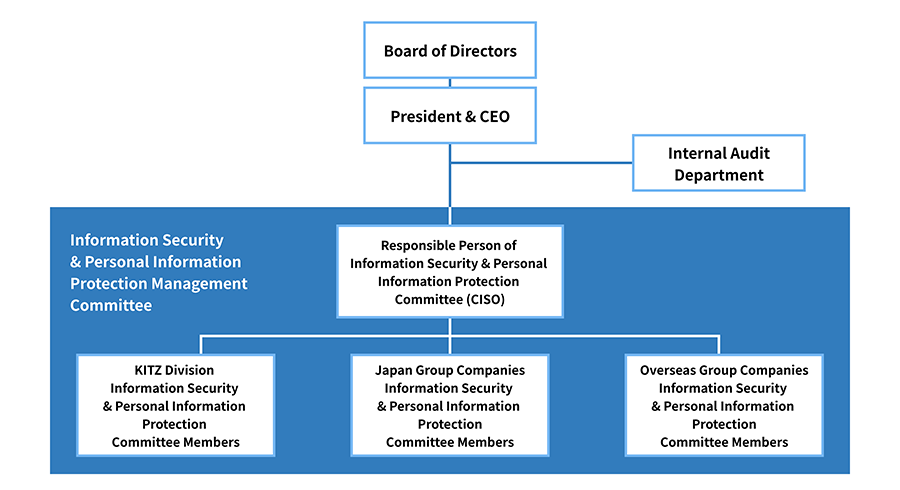 Board of Directors
President & CEO
Internal Audit
Department
Information Security
& Personal Information
Protection Management
Committee
Responsible Person of
Information Security & Personal
Information Protection
Committee (CISO)
KITZ Division
Information Security
& Personal Information
Protection
Committee Members
Japan Group Companies
Information Security
& Personal Information
Protection
Committee Members
Overseas Group Companies
Information Security
& Personal Information
Protection
Committee Members